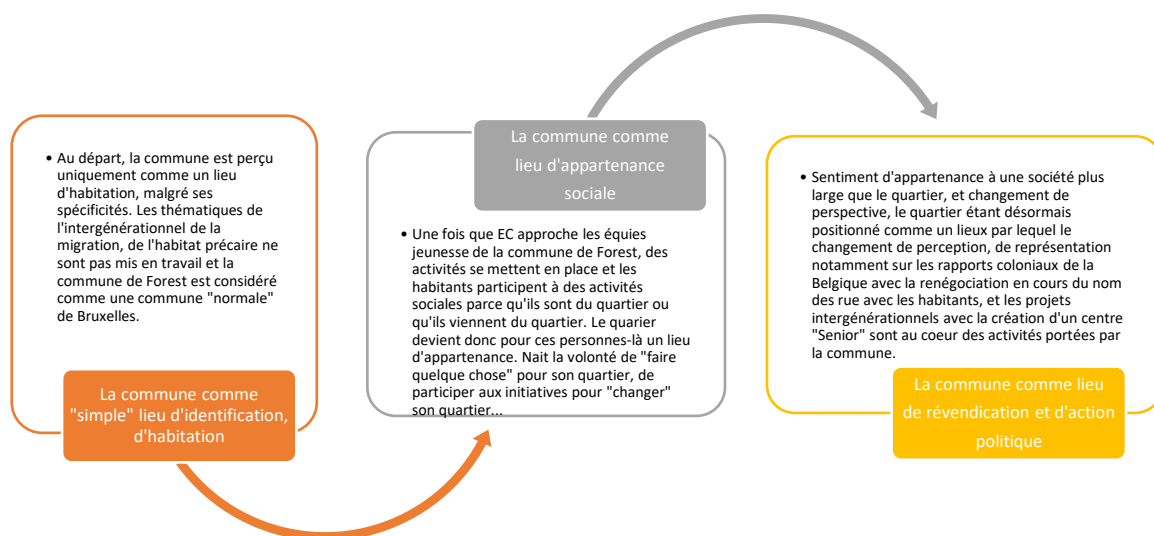 • Au départ, la commune est perçu
uniquement comme un lieu
d'habitation, malgré ses
spécificités. Les thématiques de
l'intergénérationnel de la
migration, de l'habitat précaire ne
sont pas mis en travail et la
commune de Forest est considéré
comme une commune "normale"
de Bruxelles.
La commune comme
"simple" lieu d'identification,
d'habitation
La commune comme
lieu d'appartenance
sociale
• Une fois que EC approche les équies
jeunesse de la commune de Forest, des
activités se mettent en place et les
habitants participent à des activités
sociales parce qu'ils sont du quartier ou
qu'ils viennent du quartier. Le quarier
devient donc pour ces personnes-là un lieu
d'appartenance. Nait la volonté de "faire
quelque chose" pour son quartier, de
participer aux initiatives pour "changer"
son quartier...
• Sentiment d'appartenance à une société plus
large que le quartier, et changement de
perspective, le quartier étant désormais
positionné comme un lieux par lequel le
changement de perception, de représentation
notamment sur les rapports coloniaux de la
Belgique avec la renégociation en cours du nom
des rue avec les habitants, et les projets
intergénérationnels avec la création d'un centre
"Senior" sont au coeur des activités portées par
la commune.
La commune comme lieu
de révendication et d'action
politique